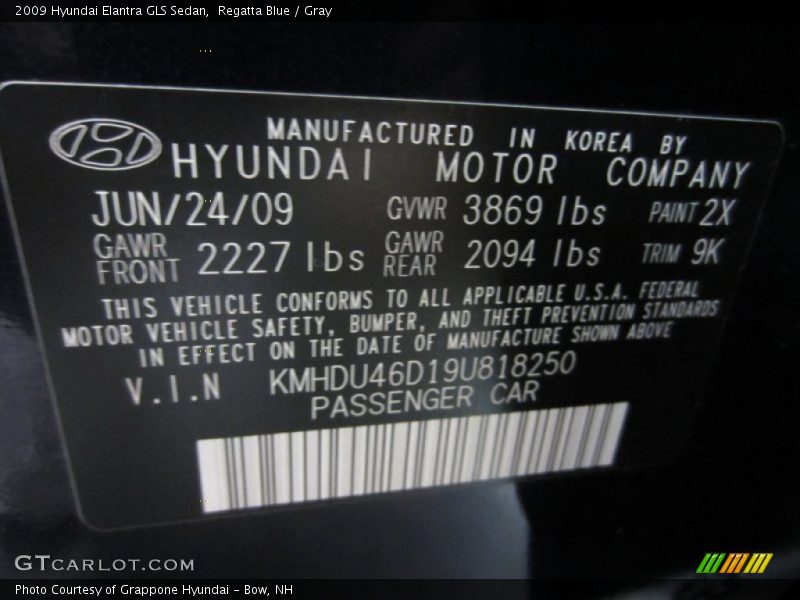 2009 Hyundai Elantra GLS Sedan,  Regatta Blue / Gray
MANUFACTURED IN KOREA BY
HYUNDAI MOTOR COMPANY
JUN/24/09 GVWR 3869 lbs PAINT 2X
GAWR FRONT 2227 lbs GAWR REAR 2094 lbs TRIM 9K
THIS VEHICLE CONFORMS TO ALL APPLICABLE U.S.A. FEDERAL
MOTOR VEHICLE SAFETY, BUMPER, AND THEFT PREVENTION STANDARDS
IN EFFECT ON THE DATE OF MANUFACTURE SHOWN ABOVE
V.I.N KMHDU46D19U818250
PASSENGER CAR
GTCARLOT.COM
Photo Courtesy of Grappone Hyundai - Bow, NH